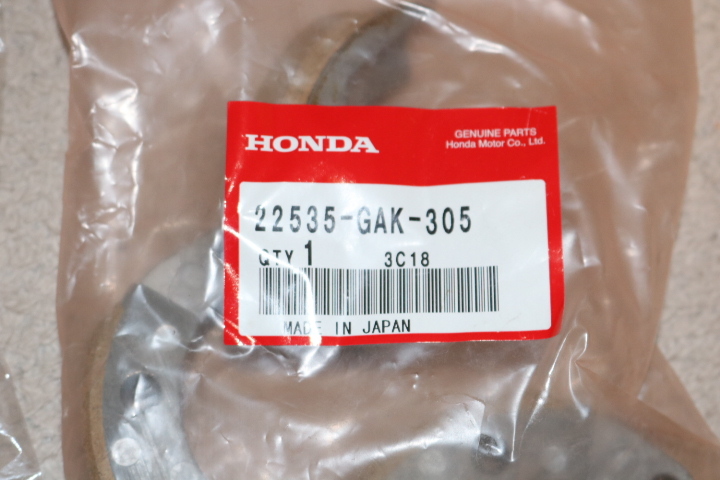 HONDA
GENUINE PARTS
Honda Motor Co., Ltd.
22535-GAK-305
QTY 1 3C18
MADE IN JAPAN